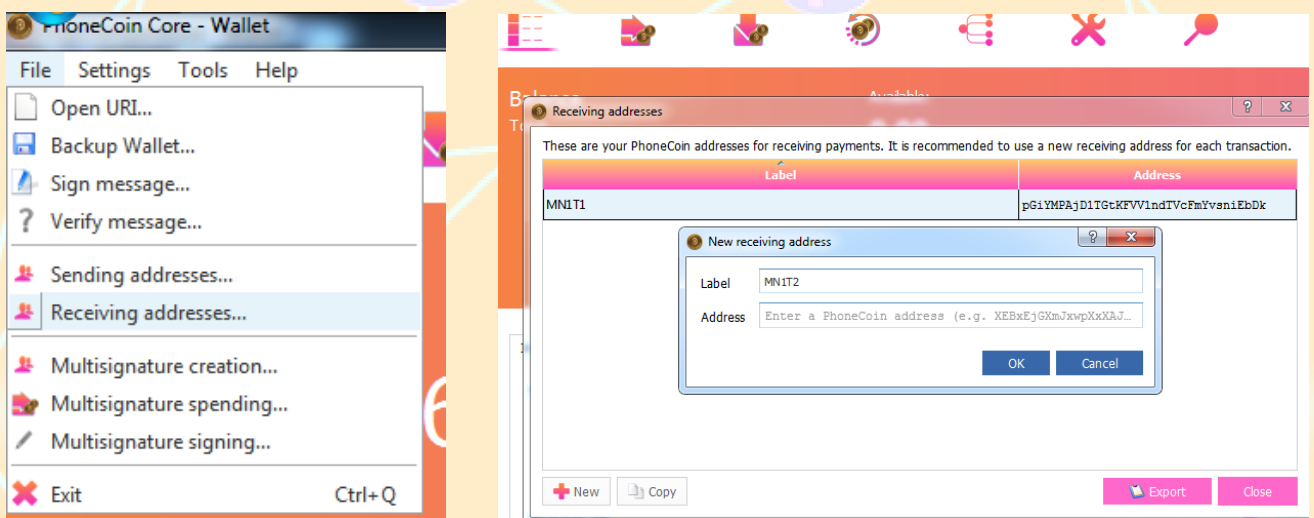 PhoneCoin Core - Wallet
File Settings Tools Help
Open URI...
Backup Wallet...
Sign message...
Verify message...
Sending addresses...
Receiving addresses...
Multisignature creation...
Multisignature spending...
Multisignature signing...
Exit Ctrl+Q
Balance Available:
Receiving addresses
These are your PhoneCoin addresses for receiving payments. It is recommended to use a new receiving address for each transaction.
Label Address
MN1T1 pGiYMPAjD1TGtKFVV1ndTVcFmYvsniEbDk
New receiving address
Label MN1T2
Address Enter a PhoneCoin address (e.g. XEBxEjGXmJxwpXxXAJ…
OK Cancel
New Copy Export Close